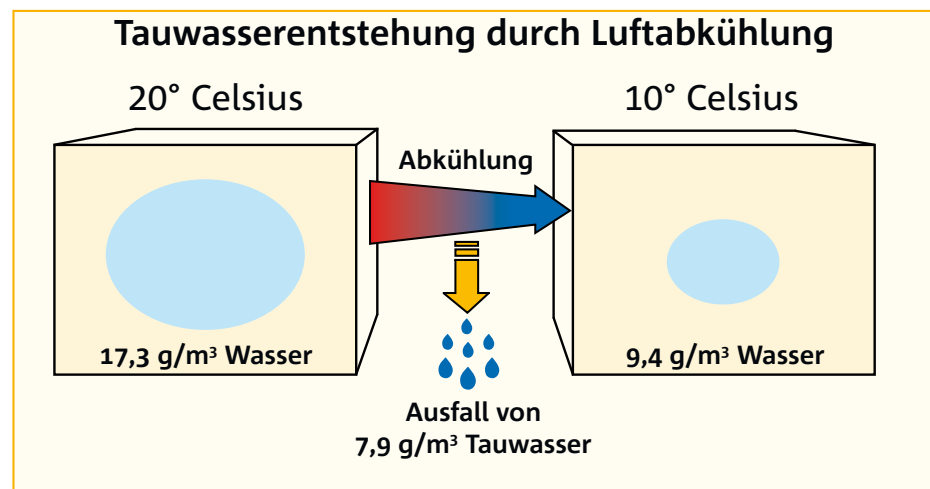 Tauwasserentstehung durch Luftabkühlung
20° Celsius
10° Celsius
Abkühlung
17,3 g/m³ Wasser
9,4 g/m³ Wasser
Ausfall von
7,9 g/m³ Tauwasser